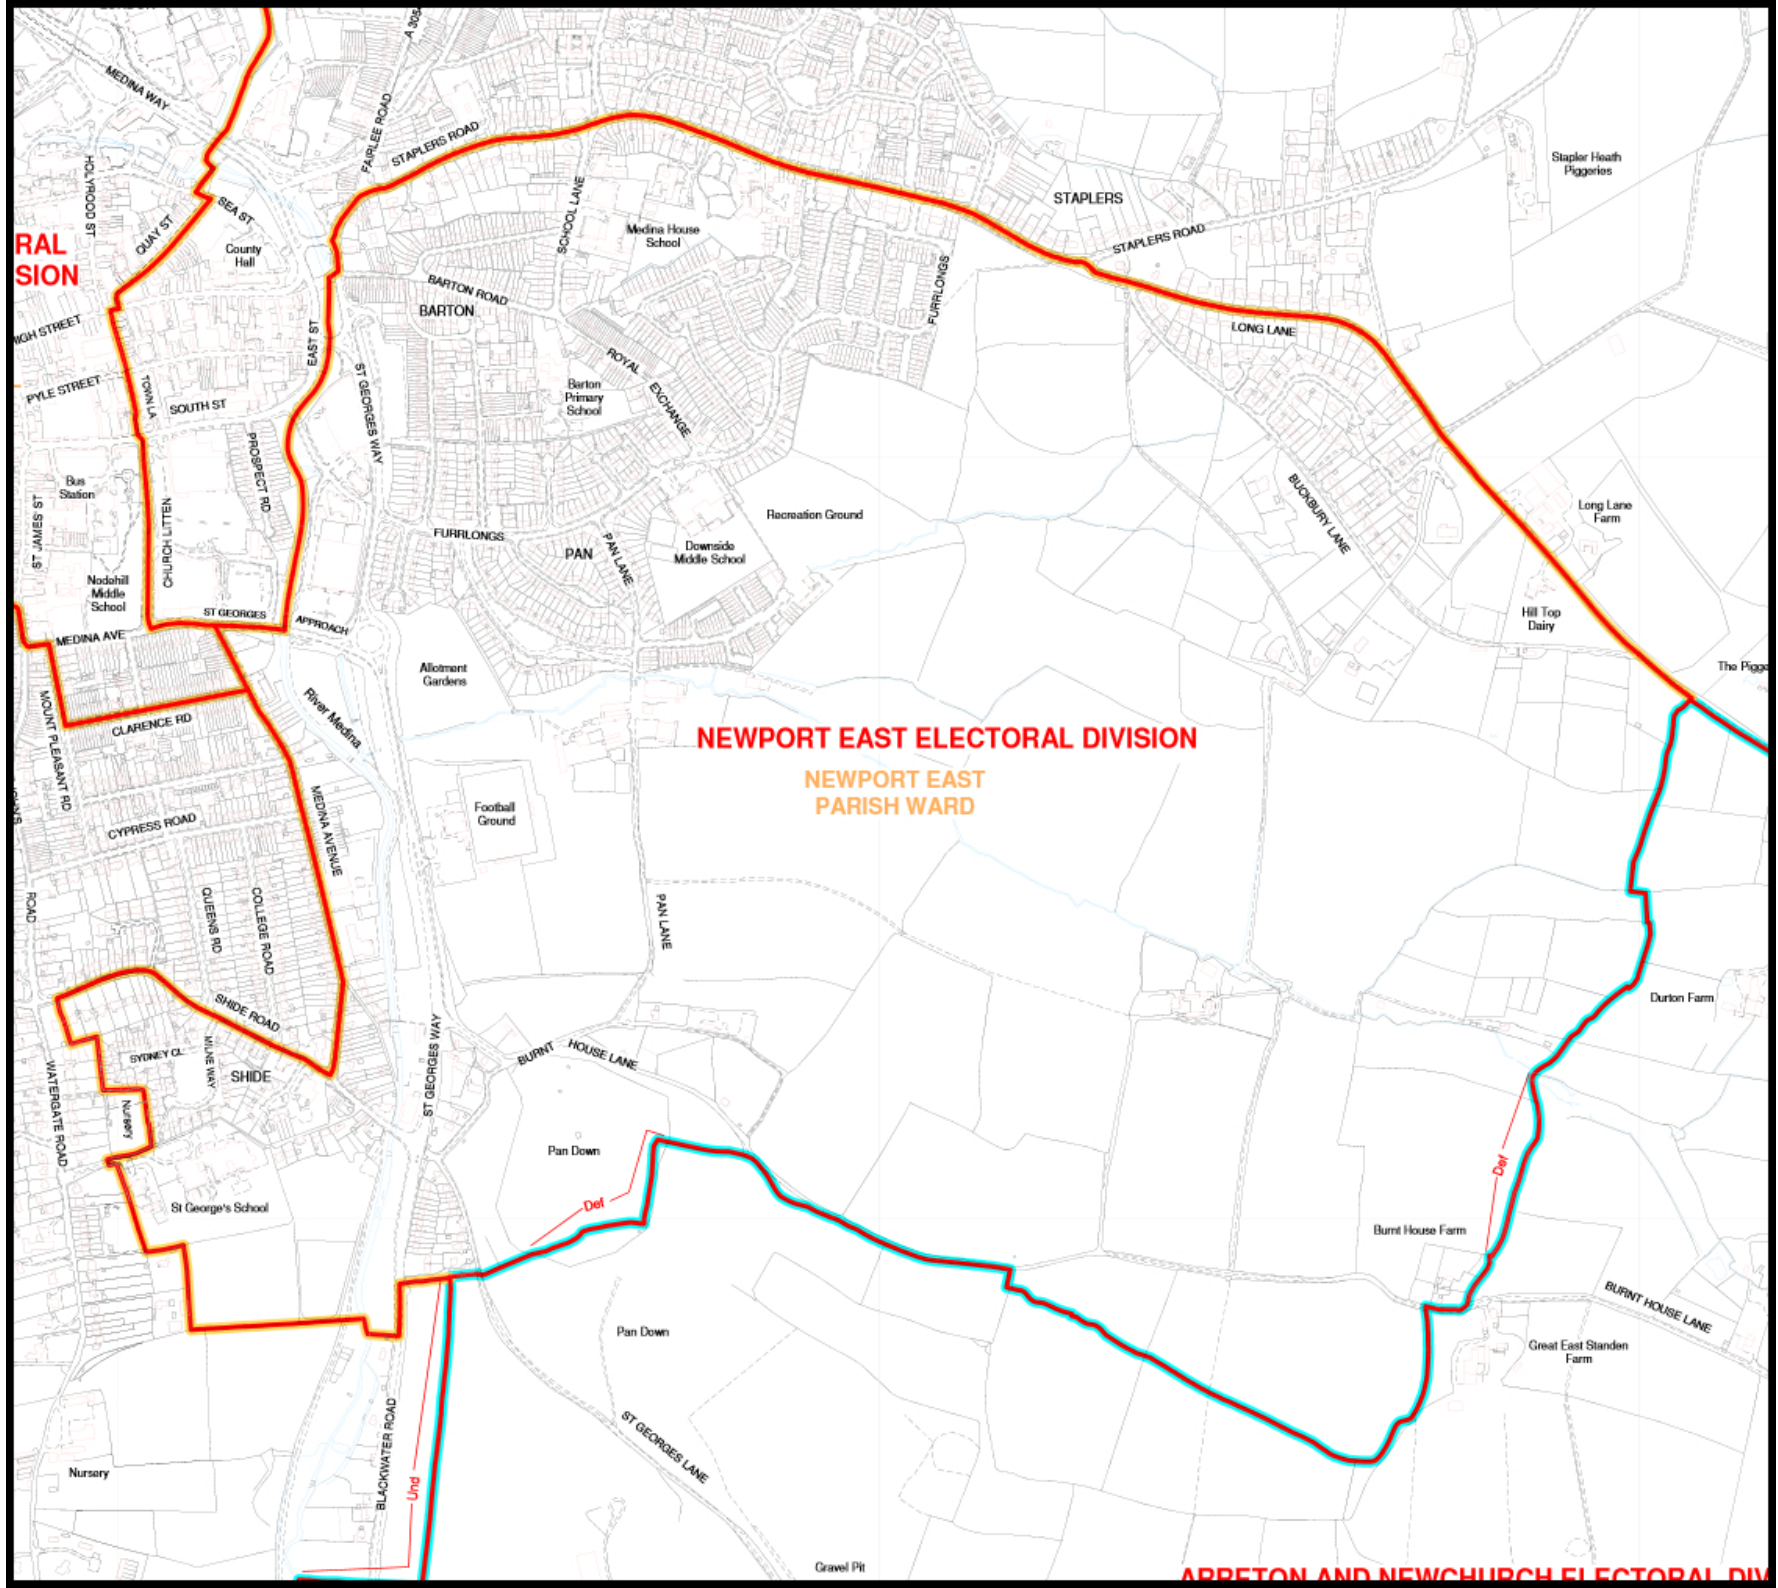 MEDINA WAY
FAIRLEE ROAD
STAPLERS ROAD
HOLYROOD ST
SEA ST
QUAY ST
County
Hall
SCHOOL LANE
Medina House
School
STAPLERS
STAPLERS ROAD
Stapler Heath
Piggeries
RAL
SION
BARTON ROAD
BARTON
FURRLONGS
LONG LANE
HIGH STREET
EAST ST
PYLE STREET
TOWN LA
SOUTH ST
ST GEORGES WAY
ROYAL EXCHANGE
Barton
Primary
School
PROSPECT RD
Bus
Station
ST JAMES ST
CHURCH LITTEN
FURRLONGS
PAN
PAN LANE
Downside
Middle School
Recreation Ground
BUCKBURY LANE
Long Lane
Farm
Nodehill
Middle
School
ST GEORGES APPROACH
MEDINA AVE
Hill Top
Dairy
The Pigge
Allotment
Gardens
River Medina
CLARENCE RD
MOUNT PLEASANT RD
NEWPORT EAST ELECTORAL DIVISION
NEWPORT EAST
PARISH WARD
Football
Ground
MEDINA AVENUE
CYPRESS ROAD
QUEENS RD
COLLEGE ROAD
ROAD
PAN LANE
SHIDE ROAD
Durton Farm
SYDNEY CL
MILNE WAY
SHIDE
BURNT HOUSE LANE
ST GEORGES WAY
WATERGATE ROAD
Nursery
Pan Down
Def
Def
St George's School
Burnt House Farm
BURNT HOUSE LANE
Pan Down
Great East Standen
Farm
ST GEORGES LANE
BLACKWATER ROAD
Und
Nursery
Gravel Pit
ARRETON AND NEWCHURCH ELECTORAL DIV